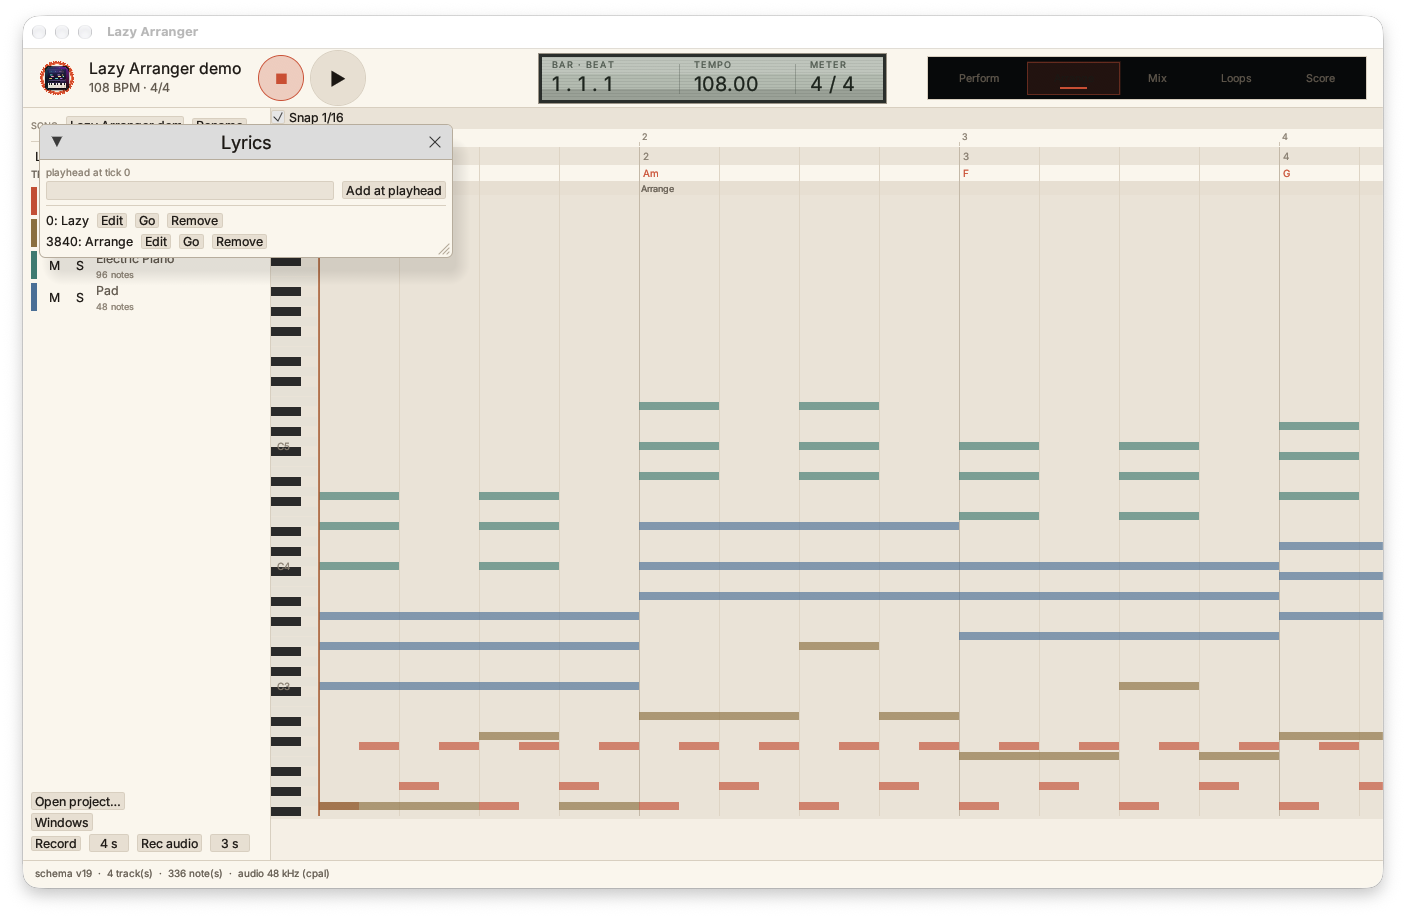 Lazy Arranger
Lazy Arranger demo
108 BPM · 4/4
BAR · BEAT
1.1.1
TEMPO
108.00
METER
4/4
Perform
Mix
Loops
Score
Snap 1/16
Lyrics
playhead at tick 0
Add at playhead
0: Lazy Edit Go Remove
3840: Arrange Edit Go Remove
M S Electric Piano
96 notes
M S Pad
48 notes
2 3 4
2 3 4
Am F G
Arrange
C5
C4
C3
Open project...
Windows
Record 4 s Rec audio 3 s
schema v19 · 4 track(s) · 336 note(s) · audio 48 kHz (cpal)